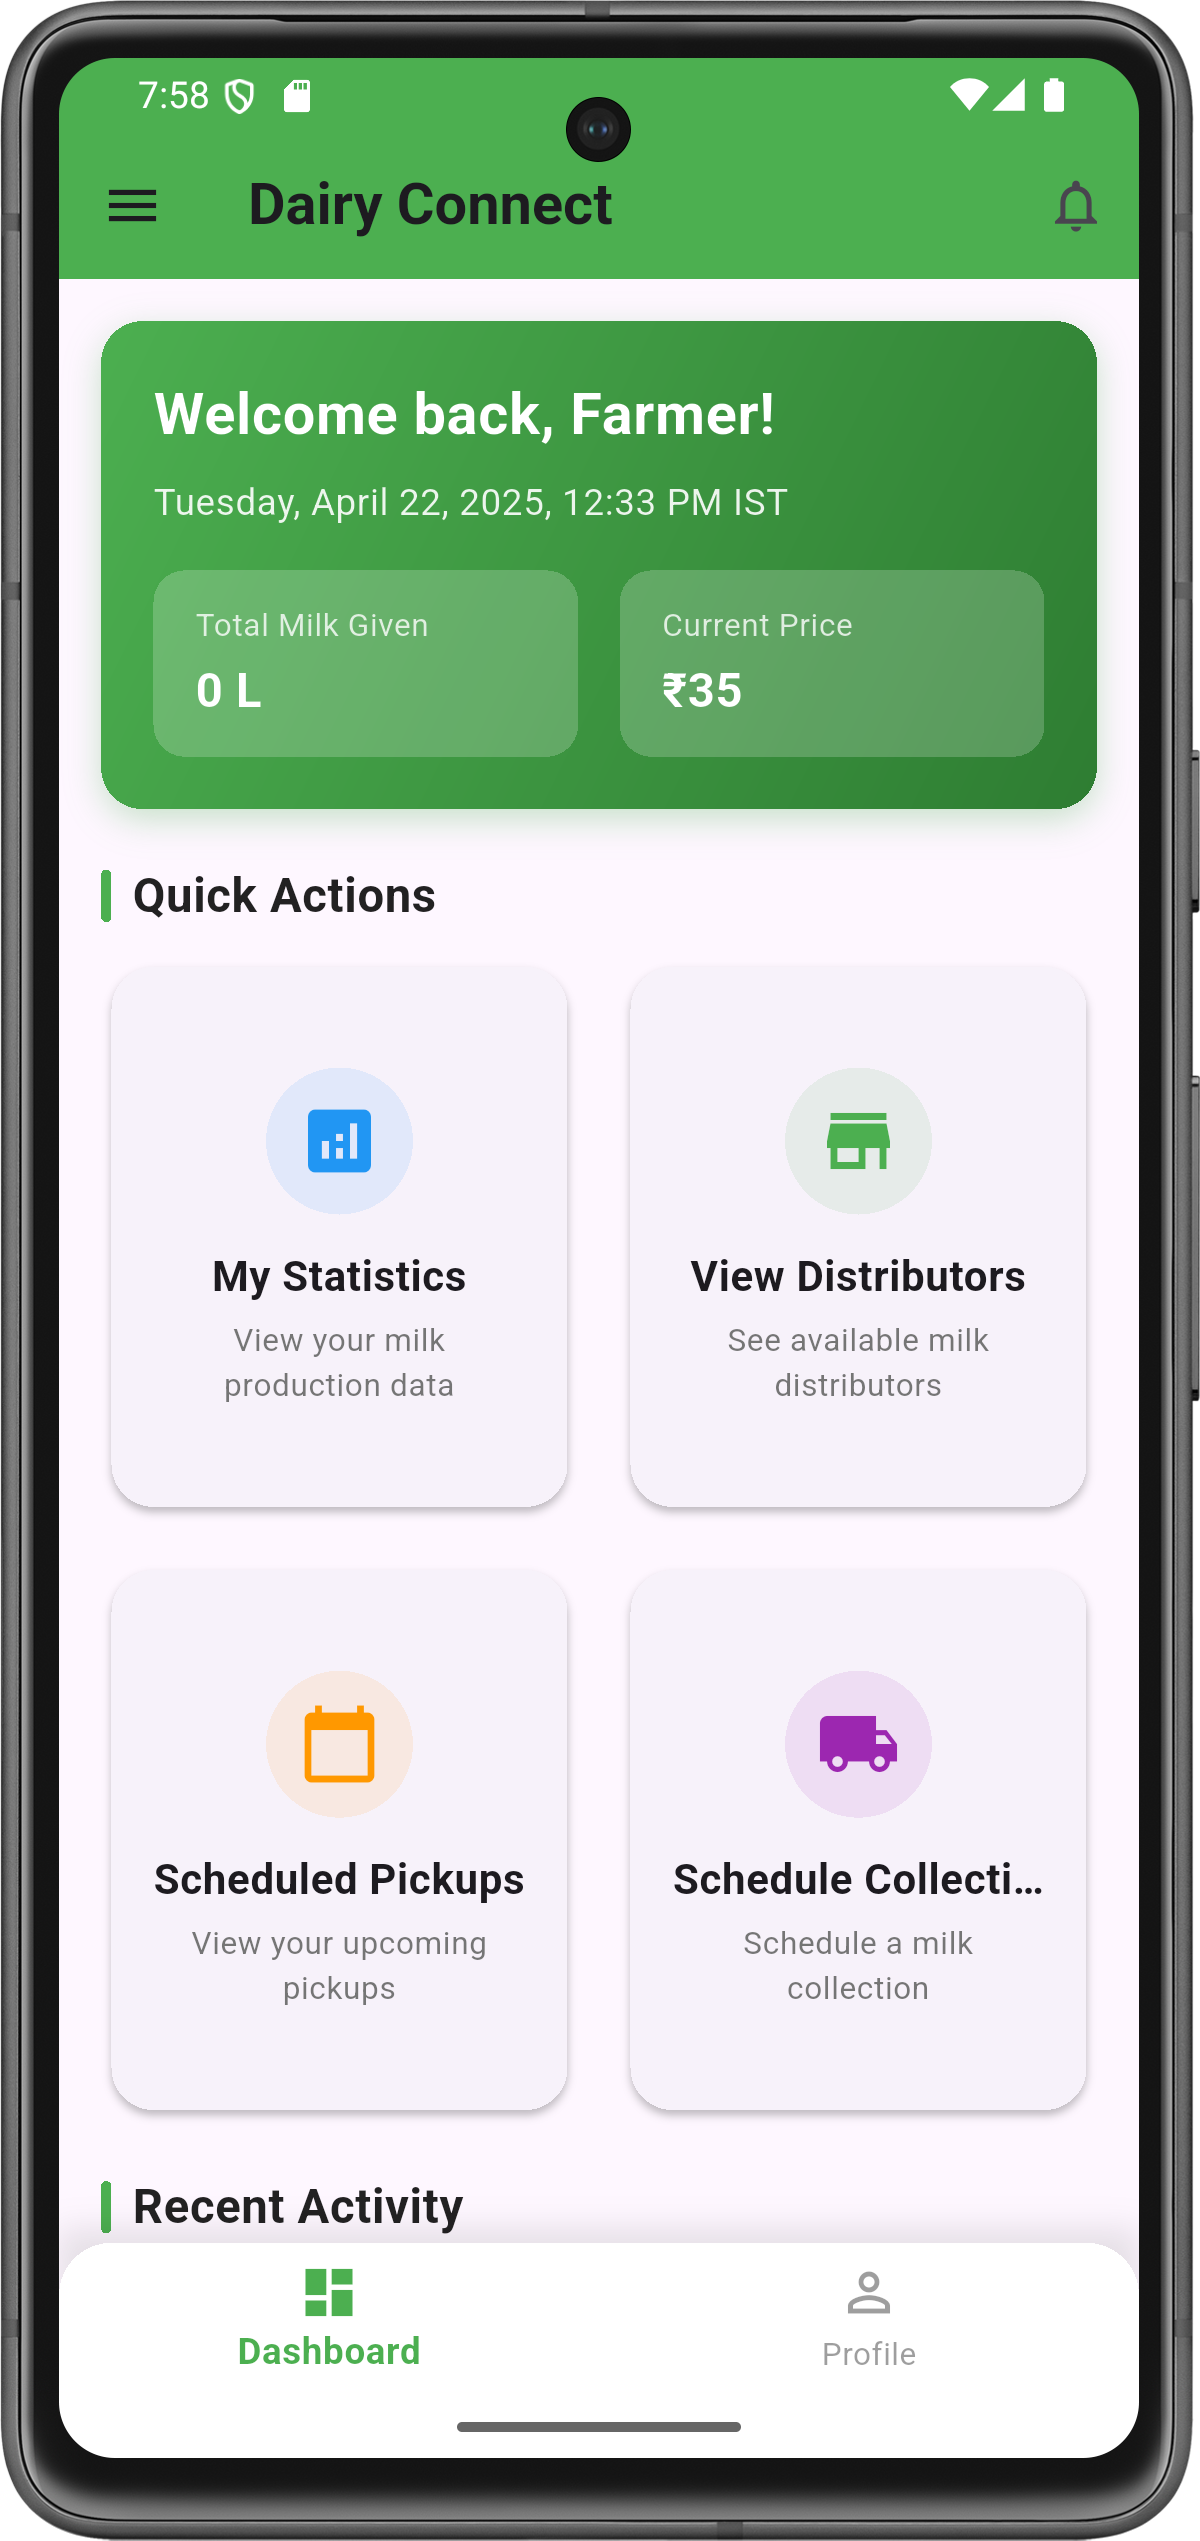 7:58
Dairy Connect
Welcome back, Farmer!
Tuesday, April 22, 2025, 12:33 PM IST
Total Milk Given
0 L
Current Price
₹35
Quick Actions
My Statistics
View your milk
production data
View Distributors
See available milk
distributors
Scheduled Pickups
View your upcoming
pickups
Schedule Collecti...
Schedule a milk
collection
Recent Activity
Dashboard
Profile